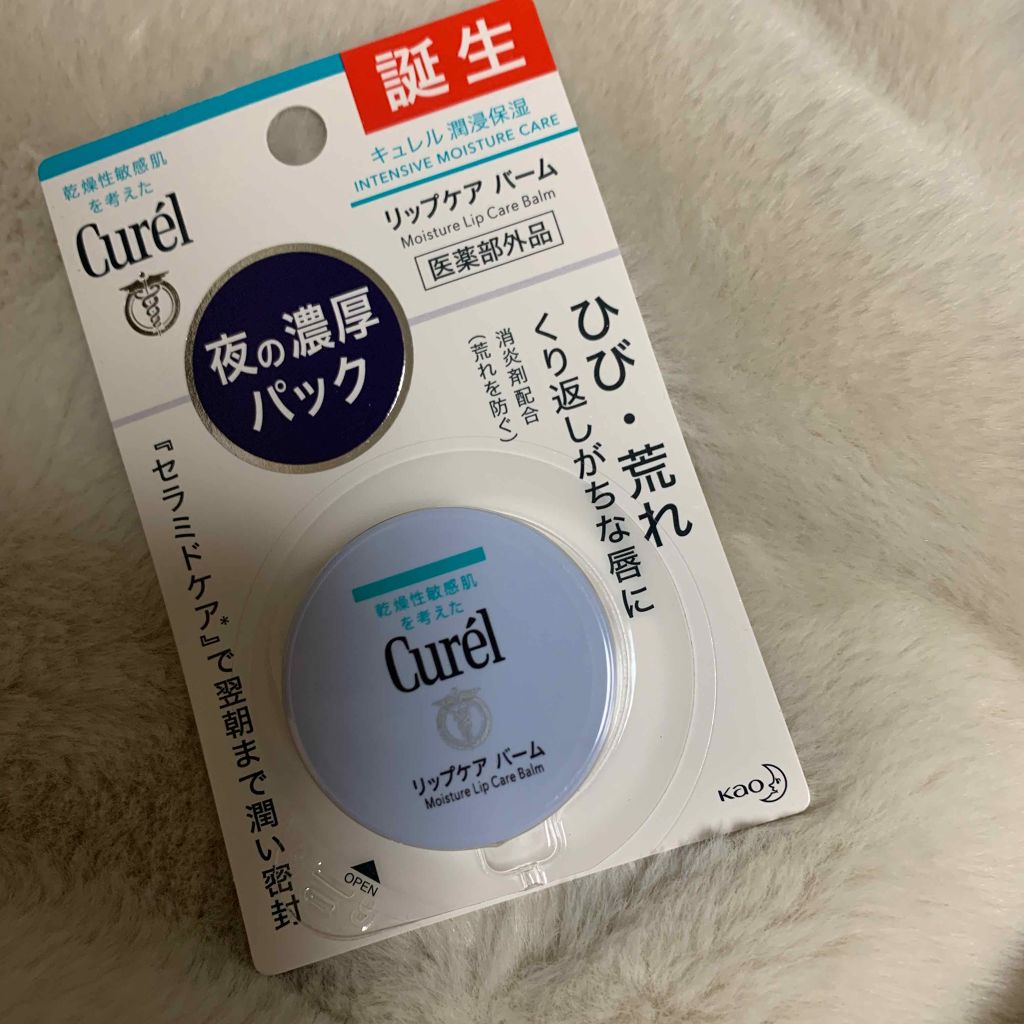 誕生
キュレル 潤浸保湿
INTENSIVE MOISTURE CARE
リップケア バーム
Moisture Lip Care Balm
医薬部外品
乾燥性敏感肌
を考えた
Curél
夜の濃厚
パック
ひび・荒れ
くり返しがちな唇に
消炎剤配合
(荒れを防ぐ)
『セラミドケア』*で翌朝まで潤い密封
乾燥性敏感肌
を考えた
Curél
リップケア バーム
Moisture Lip Care Balm
OPEN
Kao